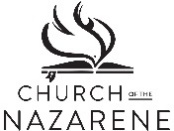 CHURCH OF THE
NAZARENE